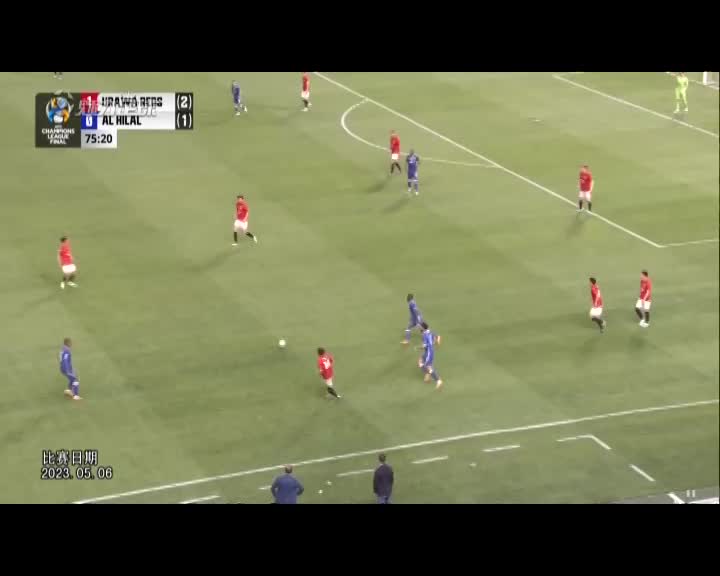 1 URAWA REDS (2)
0 AL HILAL (1)
CHAMPIONS
LEAGUE
FINAL
75:20
比赛日期
2023.05.06